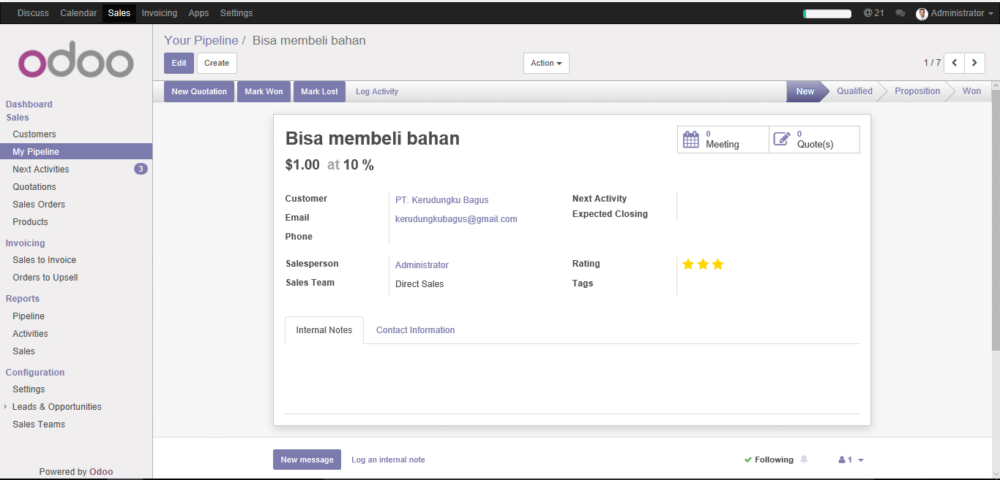 Discuss Calendar Sales Invoicing Apps Settings @ 21 Administrator
odoo
Dashboard
Sales
Customers
My Pipeline
Next Activities 3
Quotations
Sales Orders
Products
Invoicing
Sales to Invoice
Orders to Upsell
Reports
Pipeline
Activities
Sales
Configuration
Settings
Leads & Opportunities
Sales Teams
Powered by Odoo
Your Pipeline / Bisa membeli bahan
Edit Create Action 1 / 7
New Quotation Mark Won Mark Lost Log Activity New Qualified Proposition Won
Bisa membeli bahan
0 Meeting
0 Quote(s)
$1.00 at 10 %
Customer PT. Kerudungku Bagus
Email kerudungkubagus@gmail.com
Phone
Next Activity
Expected Closing
Salesperson Administrator
Sales Team Direct Sales
Rating
Tags
Internal Notes Contact Information
New message Log an internal note Following 1